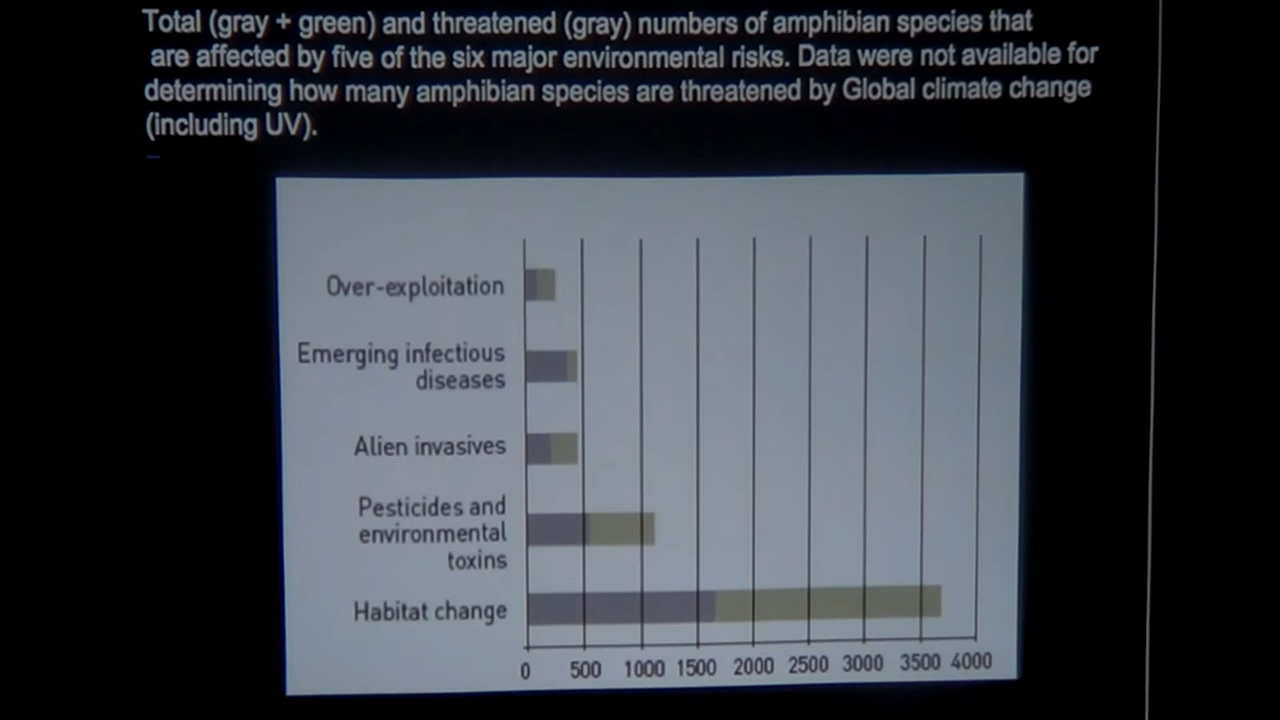 Total (gray + green) and threatened (gray) numbers of amphibian species that
are affected by five of the six major environmental risks. Data were not available for
determining how many amphibian species are threatened by Global climate change
(including UV).
Over-exploitation
Emerging infectious
diseases
Alien invasives
Pesticides and
environmental
toxins
Habitat change
0 500 1000 1500 2000 2500 3000 3500 4000